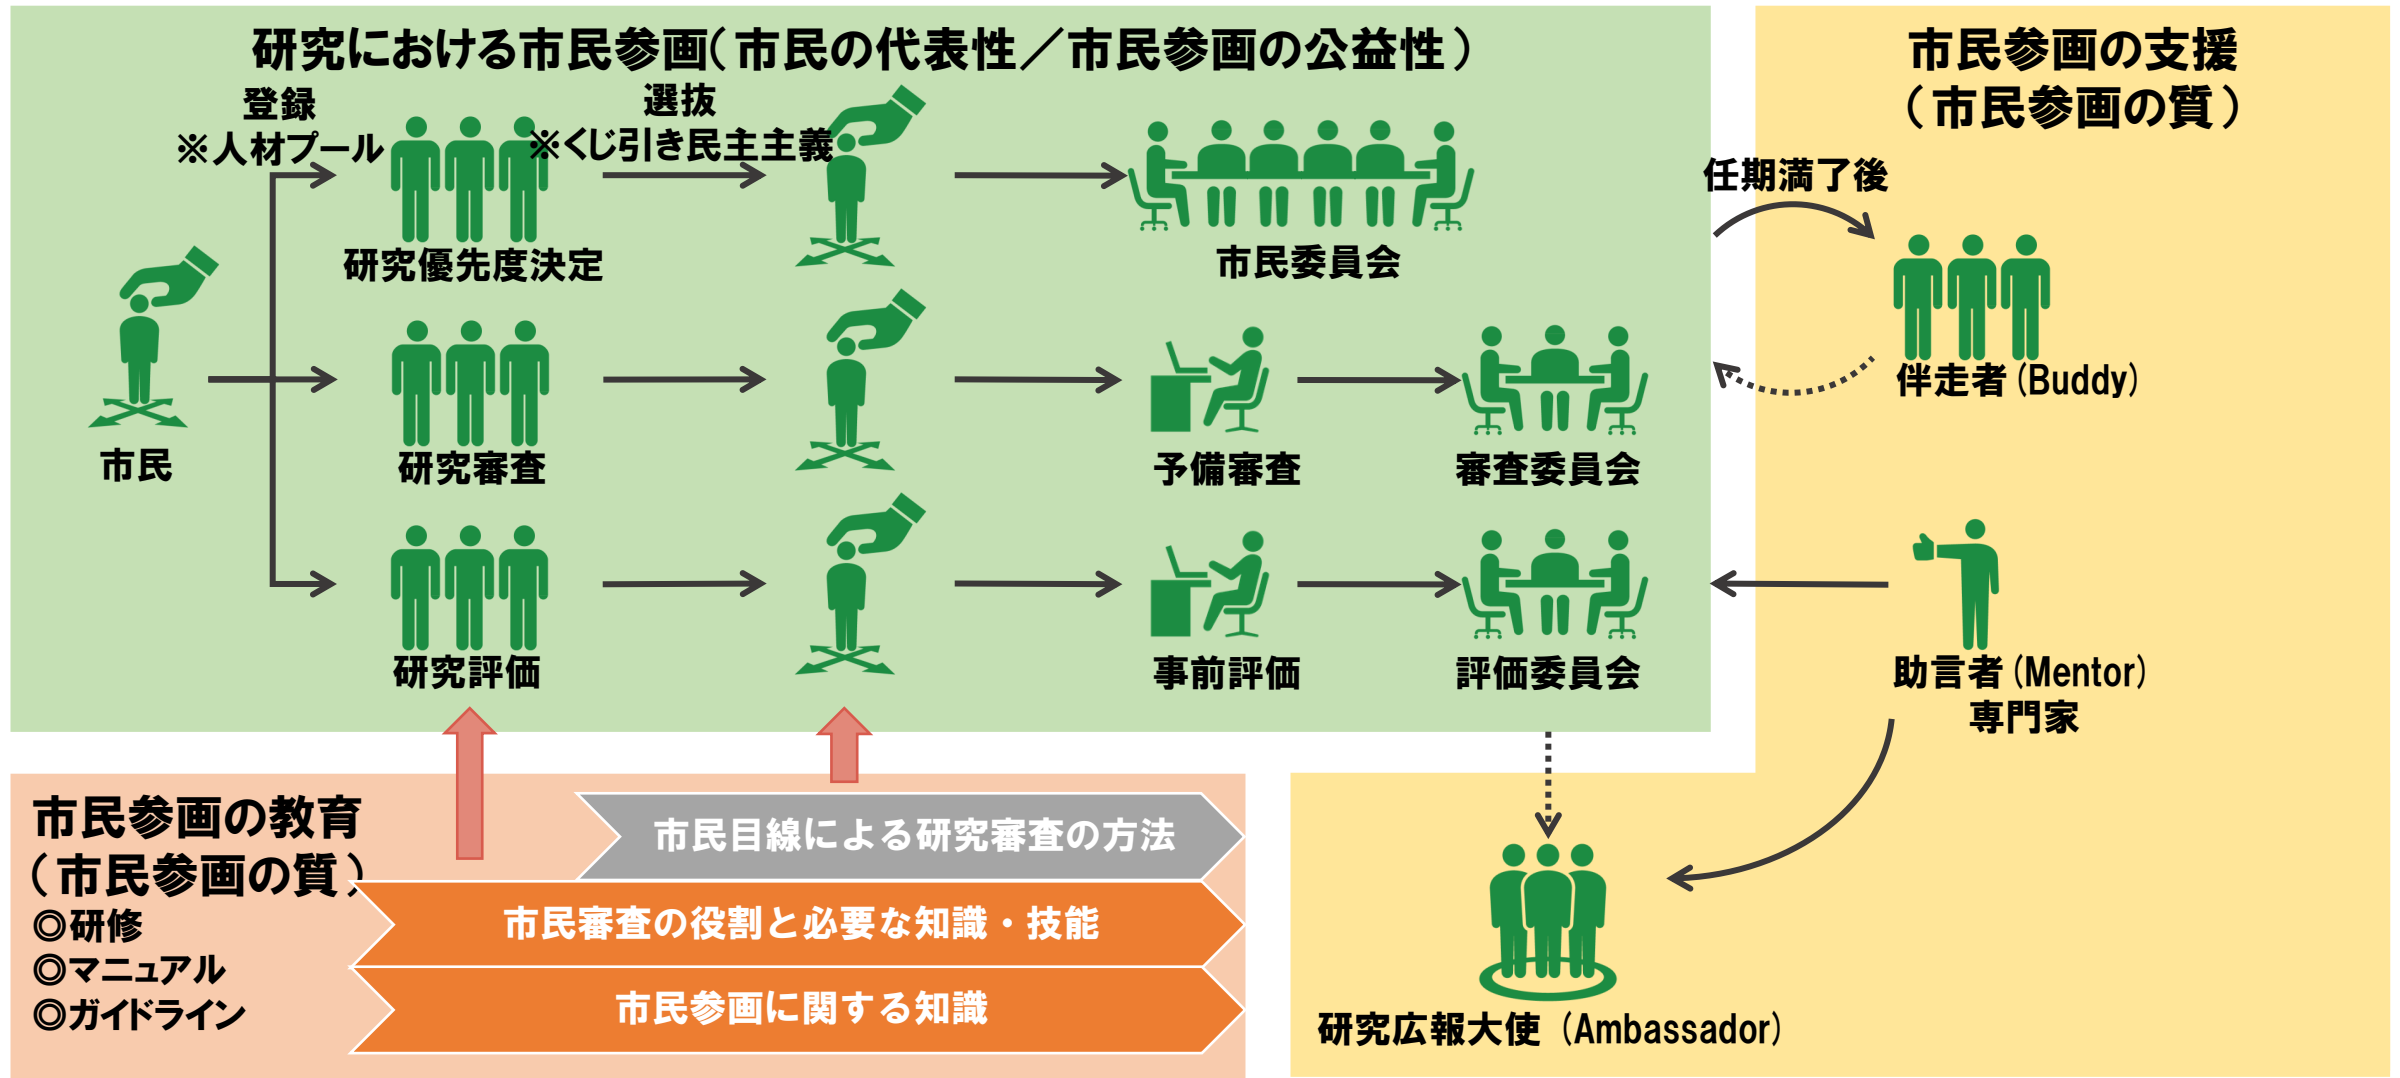 研究における市民参画(市民の代表性／市民参画の公益性)
登録
※人材プール
選抜
※くじ引き民主主義
研究優先度決定
市民委員会
市民
研究審査
予備審査
審査委員会
研究評価
事前評価
評価委員会
市民参画の支援
(市民参画の質)
任期満了後
伴走者(Buddy)
助言者(Mentor)
専門家
研究広報大使 (Ambassador)
市民参画の教育
(市民参画の質)
◎研修
◎マニュアル
◎ガイドライン
市民目線による研究審査の方法
市民審査の役割と必要な知識・技能
市民参画に関する知識